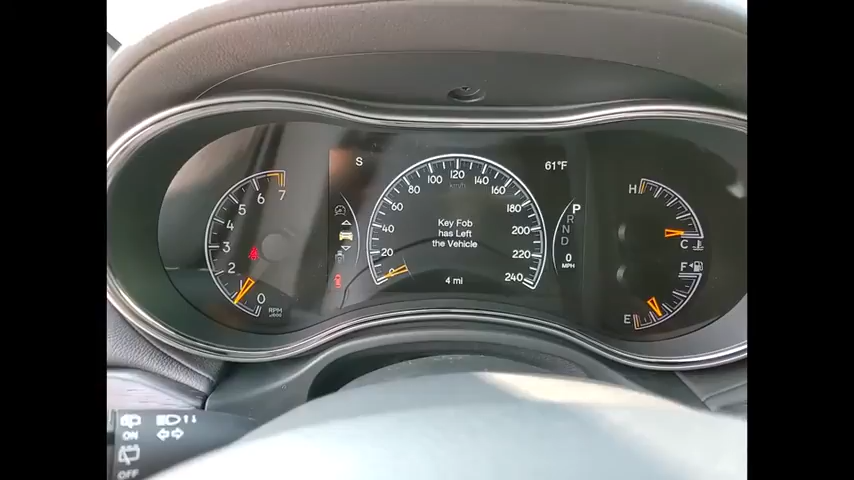 7
6
5
4
3
2
1
0
RPM
x1000
S
61°F
0
20
40
60
80
100
120
140
160
180
200
220
240
km/h
Key Fob
has Left
the Vehicle
4 mi
P
R
N
D
0
MPH
H
C
F
E
ON
OFF